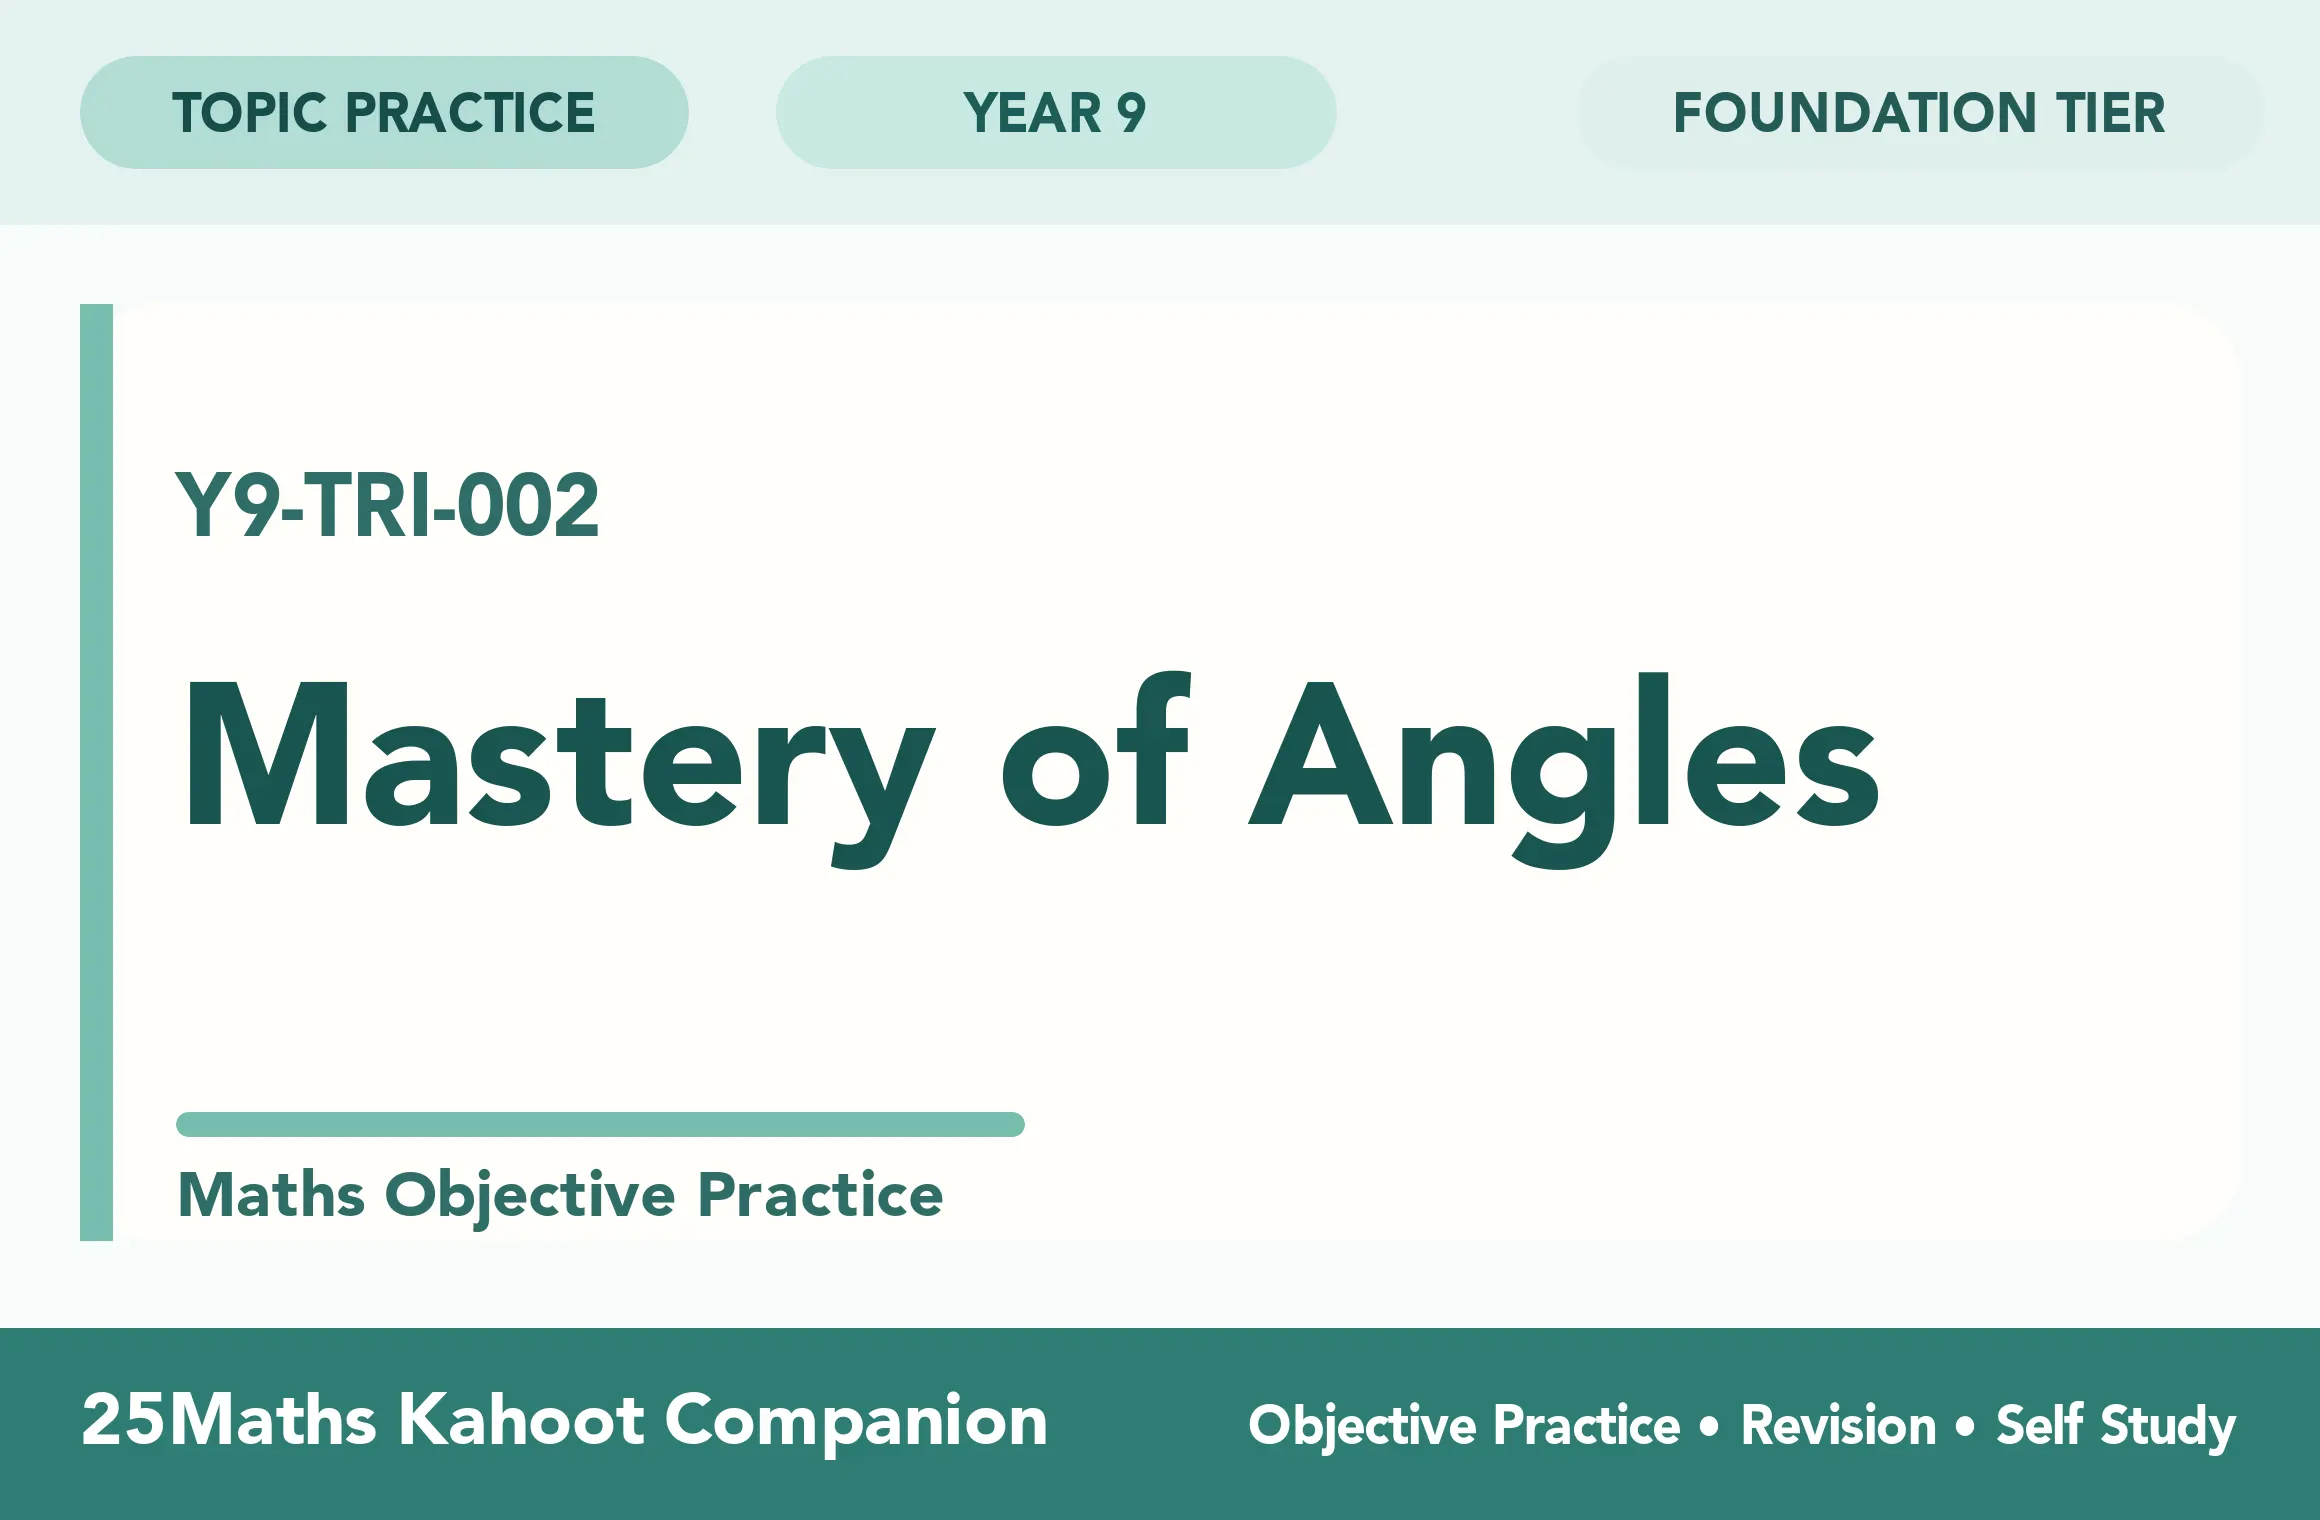 TOPIC PRACTICE
YEAR 9
FOUNDATION TIER
Y9-TRI-002
Mastery of Angles
Maths Objective Practice
25Maths Kahoot Companion
Objective Practice • Revision • Self Study